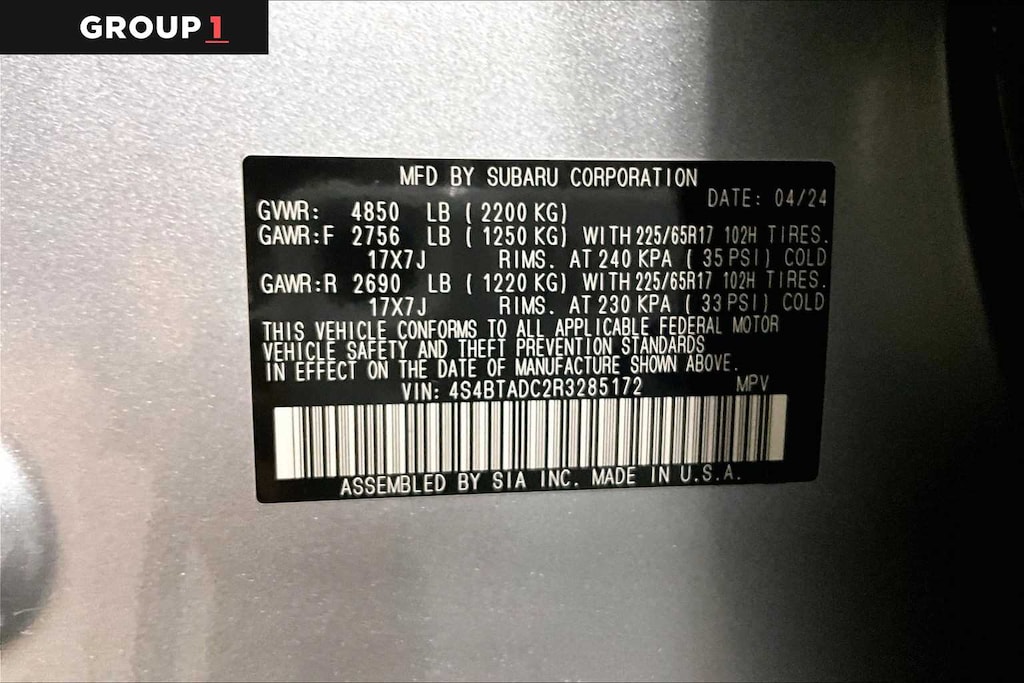 GROUP 1
MFD BY SUBARU CORPORATION
DATE: 04/24
GVWR: 4850 LB ( 2200 KG)
GAWR:F 2756 LB ( 1250 KG) WITH 225/65R17 102H TIRES.
17X7J RIMS. AT 240 KPA ( 35 PSI) COLD
GAWR:R 2690 LB ( 1220 KG) WITH 225/65R17 102H TIRES.
17X7J RIMS. AT 230 KPA ( 33 PSI) COLD
THIS VEHICLE CONFORMS TO ALL APPLICABLE FEDERAL MOTOR
VEHICLE SAFETY AND THEFT PREVENTION STANDARDS
IN EFFECT ON THE DATE OF MANUFACTURE SHOWN ABOVE.
VIN: 4S4BTADC2R3285172 MPV
ASSEMBLED BY SIA INC. MADE IN U.S.A.